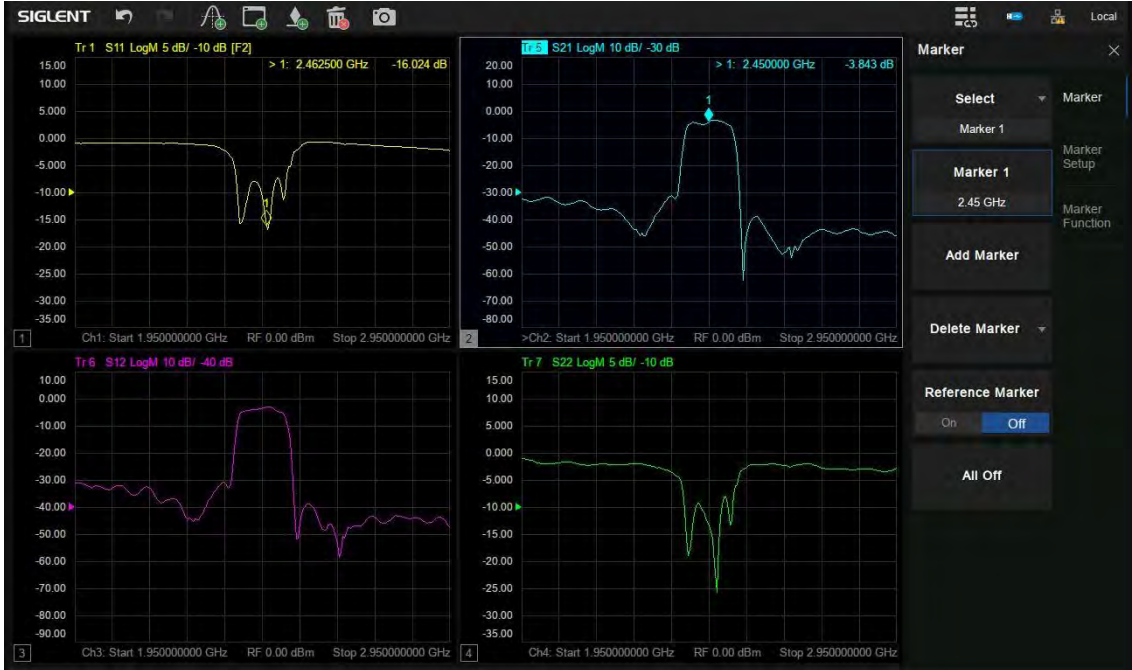 SIGLENT
Local
Tr 1 S11 LogM 5 dB/ -10 dB [F2]
> 1: 2.462500 GHz -16.024 dB
15.00
10.00
5.000
0.000
-5.000
-10.00
-15.00
-20.00
-25.00
-30.00
-35.00
1 Ch1: Start 1.950000000 GHz RF 0.00 dBm Stop 2.950000000 GHz
1
Tr 5 S21 LogM 10 dB/ -30 dB
> 1: 2.450000 GHz -3.843 dB
1
20.00
10.00
0.000
-10.00
-20.00
-30.00
-40.00
-50.00
-60.00
-70.00
-80.00
2 >Ch2: Start 1.950000000 GHz RF 0.00 dBm Stop 2.950000000 GHz
Tr 6 S12 LogM 10 dB/ -40 dB
10.00
0.000
-10.00
-20.00
-30.00
-40.00
-50.00
-60.00
-70.00
-80.00
-90.00
3 Ch3: Start 1.950000000 GHz RF 0.00 dBm Stop 2.950000000 GHz
Tr 7 S22 LogM 5 dB/ -10 dB
15.00
10.00
5.000
0.000
-5.000
-10.00
-15.00
-20.00
-25.00
-30.00
-35.00
4 Ch4: Start 1.950000000 GHz RF 0.00 dBm Stop 2.950000000 GHz
Marker
Select
Marker 1
Marker 1
2.45 GHz
Add Marker
Delete Marker
Reference Marker
On Off
All Off
Marker
Marker
Setup
Marker
Function